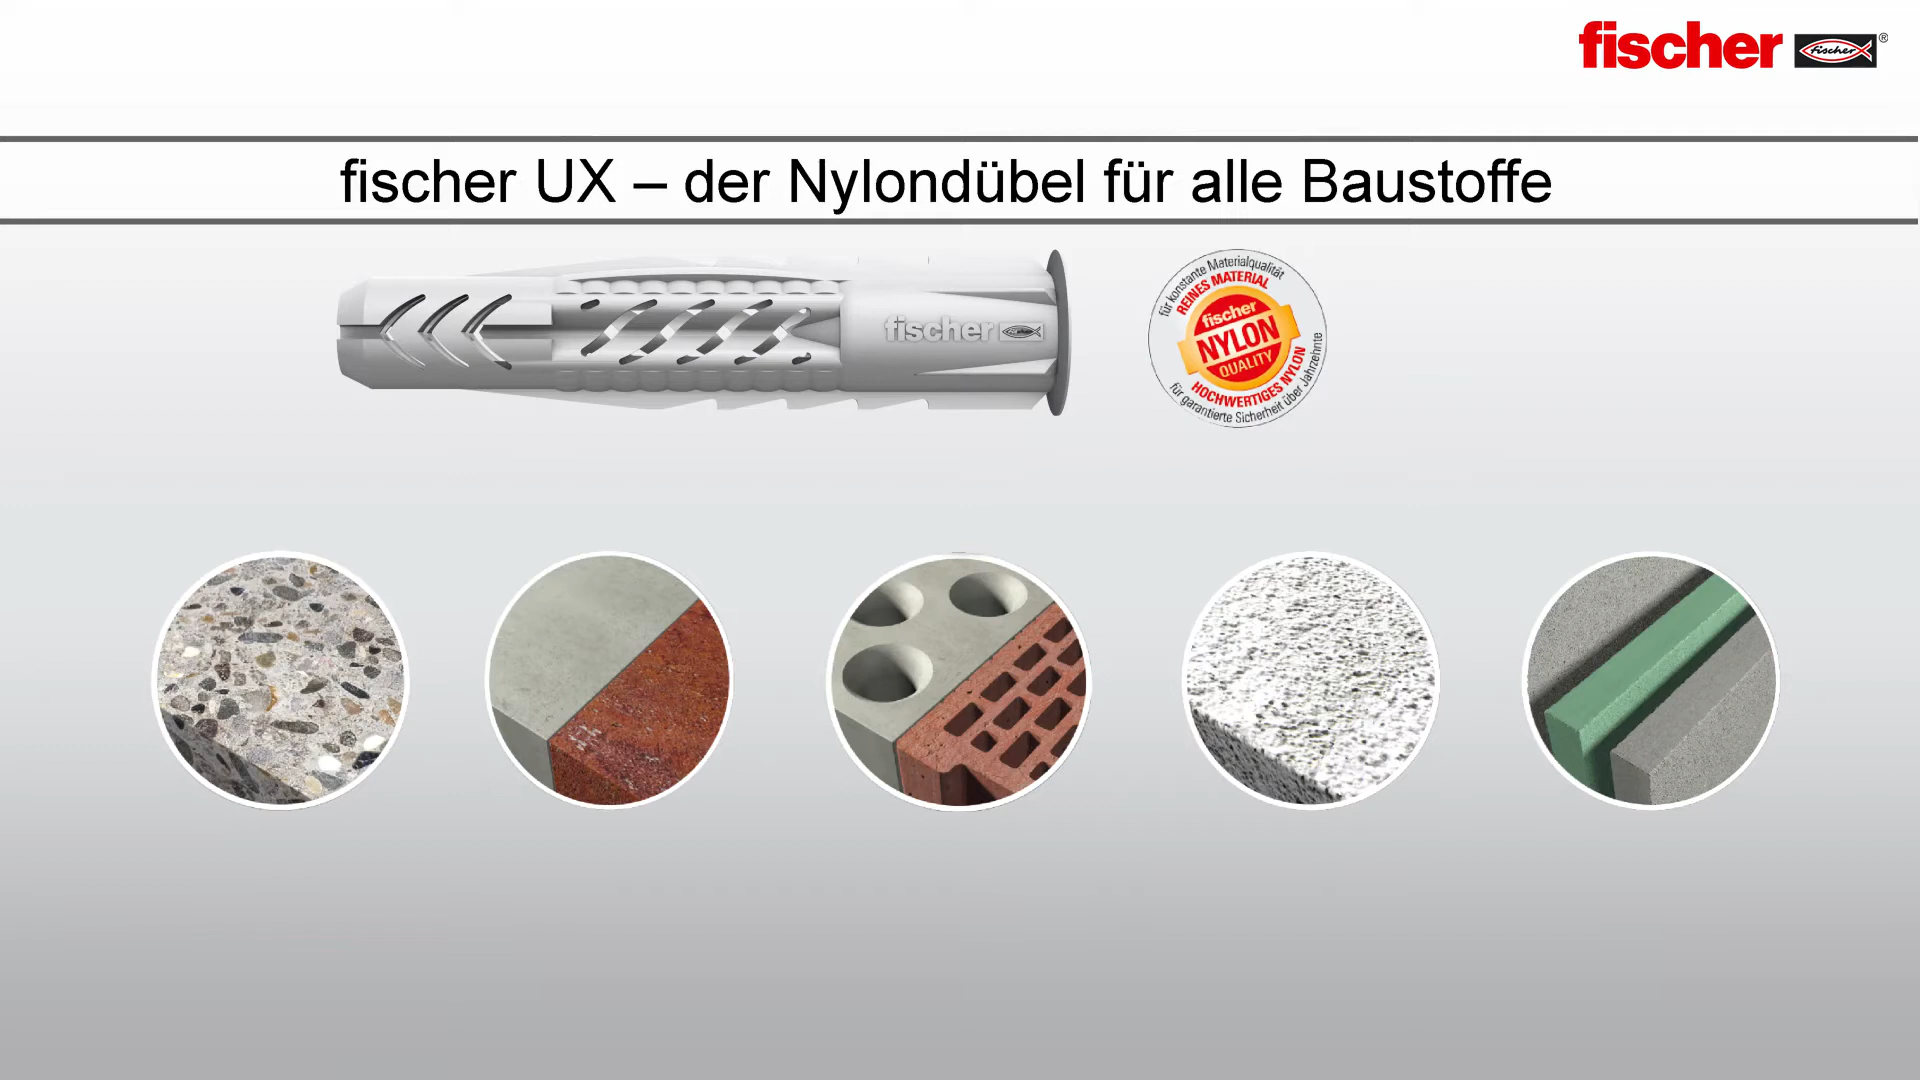 fischer fischer ®
fischer UX – der Nylondübel für alle Baustoffe
fischer
für konstante Materialqualität
REINES MATERIAL
fischer
NYLON
QUALITY
HOCHWERTIGES NYLON
für garantierte Sicherheit über Jahrzehnte